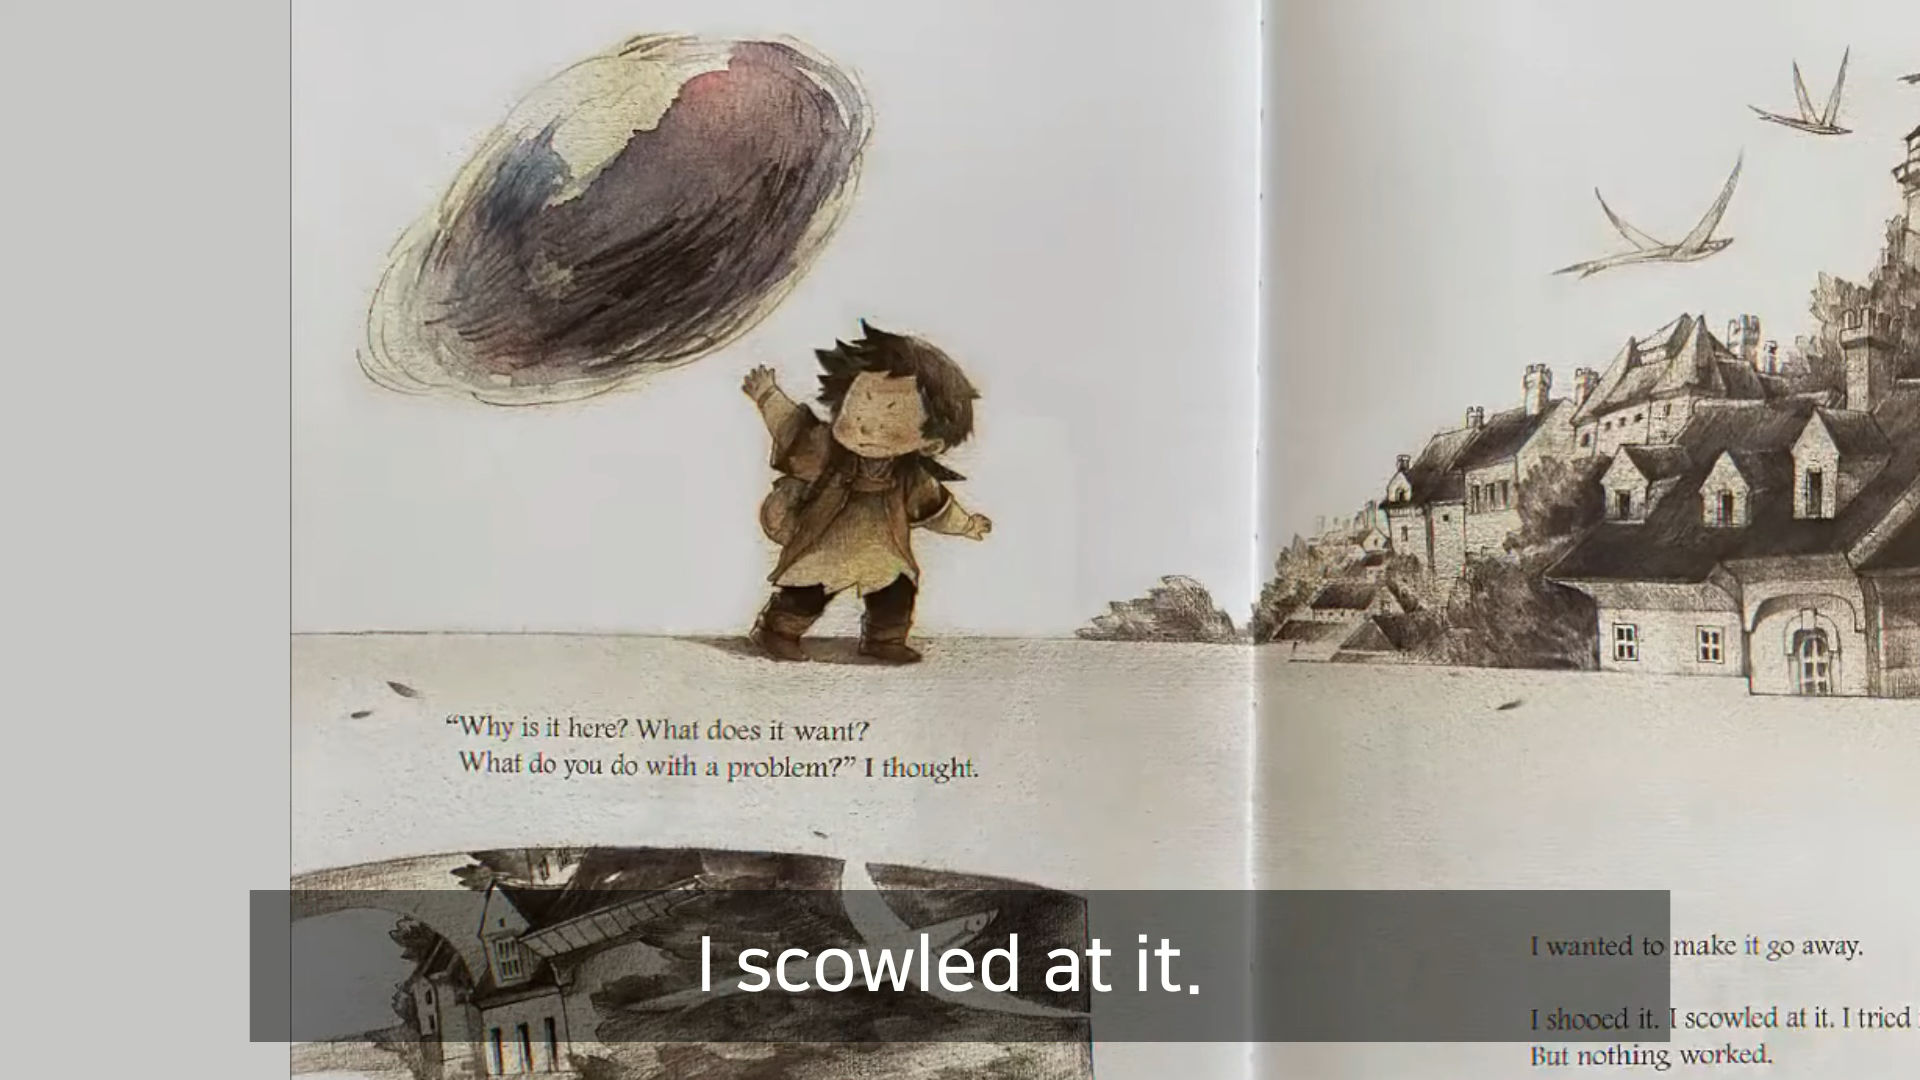 “Why is it here? What does it want?
What do you do with a problem?” I thought.
I wanted to make it go away.
I shooed it. I scowled at it. I tried
But nothing worked.
I scowled at it.